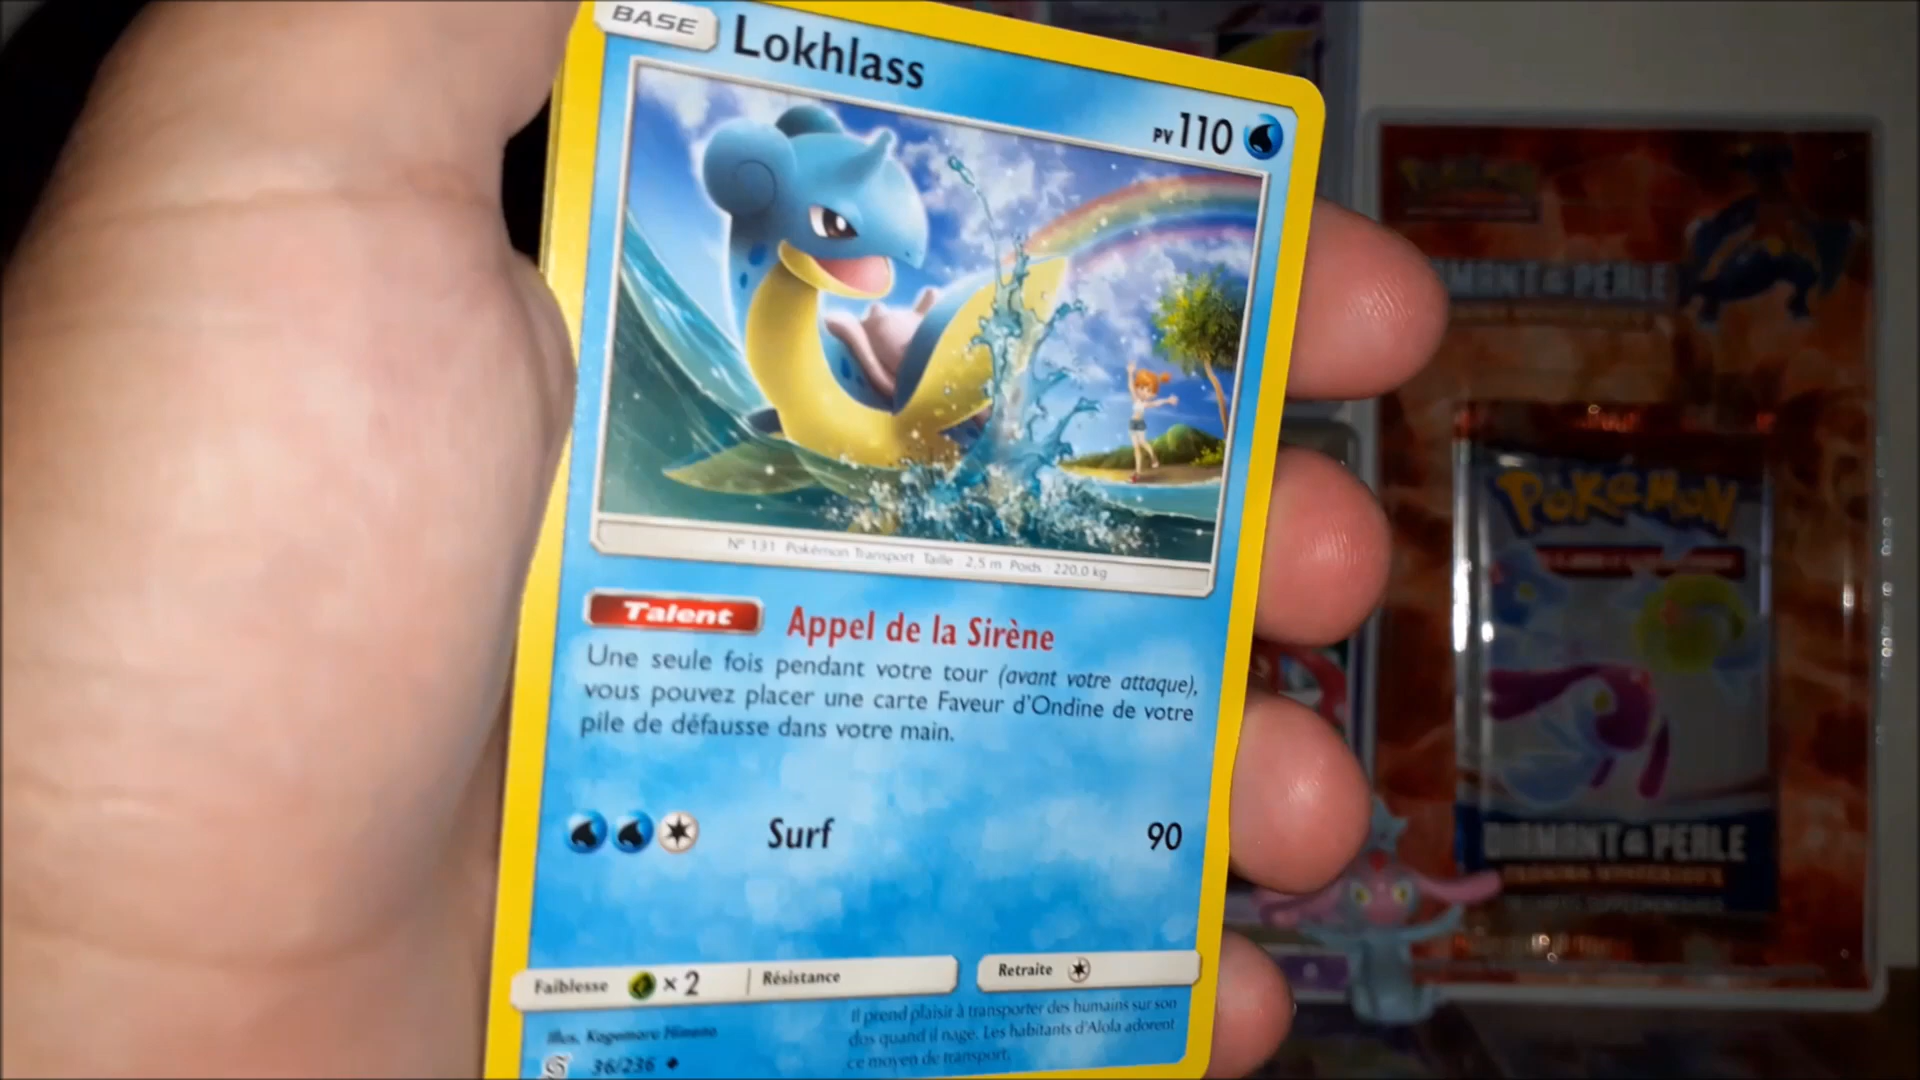 BASE
Lokhlass
PV 110
N° 131 Pokémon Transport Taille : 2,5 m Poids : 220,0 kg
Talent Appel de la Sirène
Une seule fois pendant votre tour (avant votre attaque),
vous pouvez placer une carte Faveur d'Ondine de votre
pile de défausse dans votre main.
Surf 90
Faiblesse × 2 Résistance Retraite
Il prend plaisir à transporter des humains sur son
dos quand il nage. Les habitants d'Alola adorent
ce moyen de transport.
Illus. Kagemaru Himeno
36/236
DIAMANT & PERLE
POKéMON
DIAMANT & PERLE